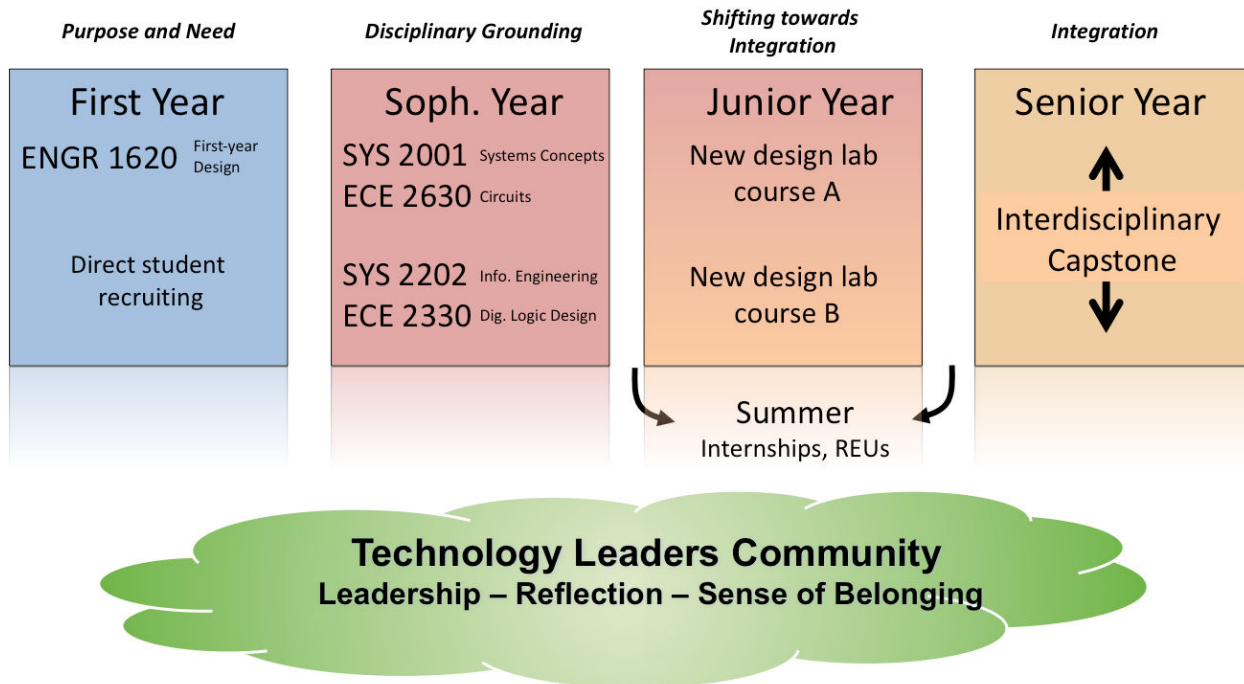 Purpose and Need
Disciplinary Grounding
Shifting towards
Integration
Integration
First Year
ENGR 1620 First-year
Design
Direct student
recruiting
Soph. Year
SYS 2001 Systems Concepts
ECE 2630 Circuits
SYS 2202 Info. Engineering
ECE 2330 Dig. Logic Design
Junior Year
New design lab
course A
New design lab
course B
Senior Year
Interdisciplinary
Capstone
Summer
Internships, REUs
Technology Leaders Community
Leadership – Reflection – Sense of Belonging